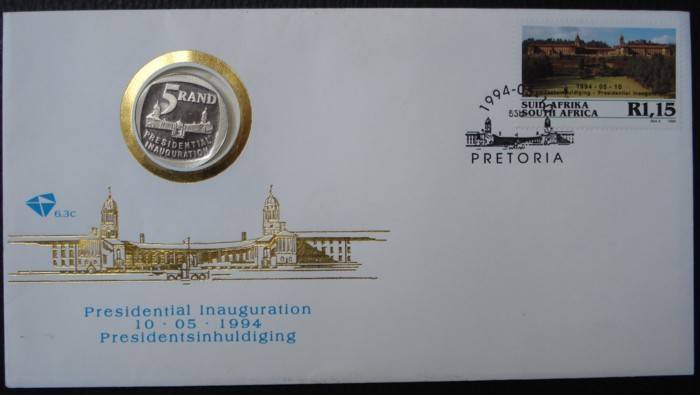 5 RAND
PRESIDENTIAL
INAUGURATION
6.3c
Presidential Inauguration
10 · 05 · 1994
Presidentsinhuldiging
1994-05-10
PRETORIA
1994 - 05 - 10
Presidentsinhuldiging - Presidential Inauguration
SUID-AFRIKA
SOUTH AFRICA
R1,15